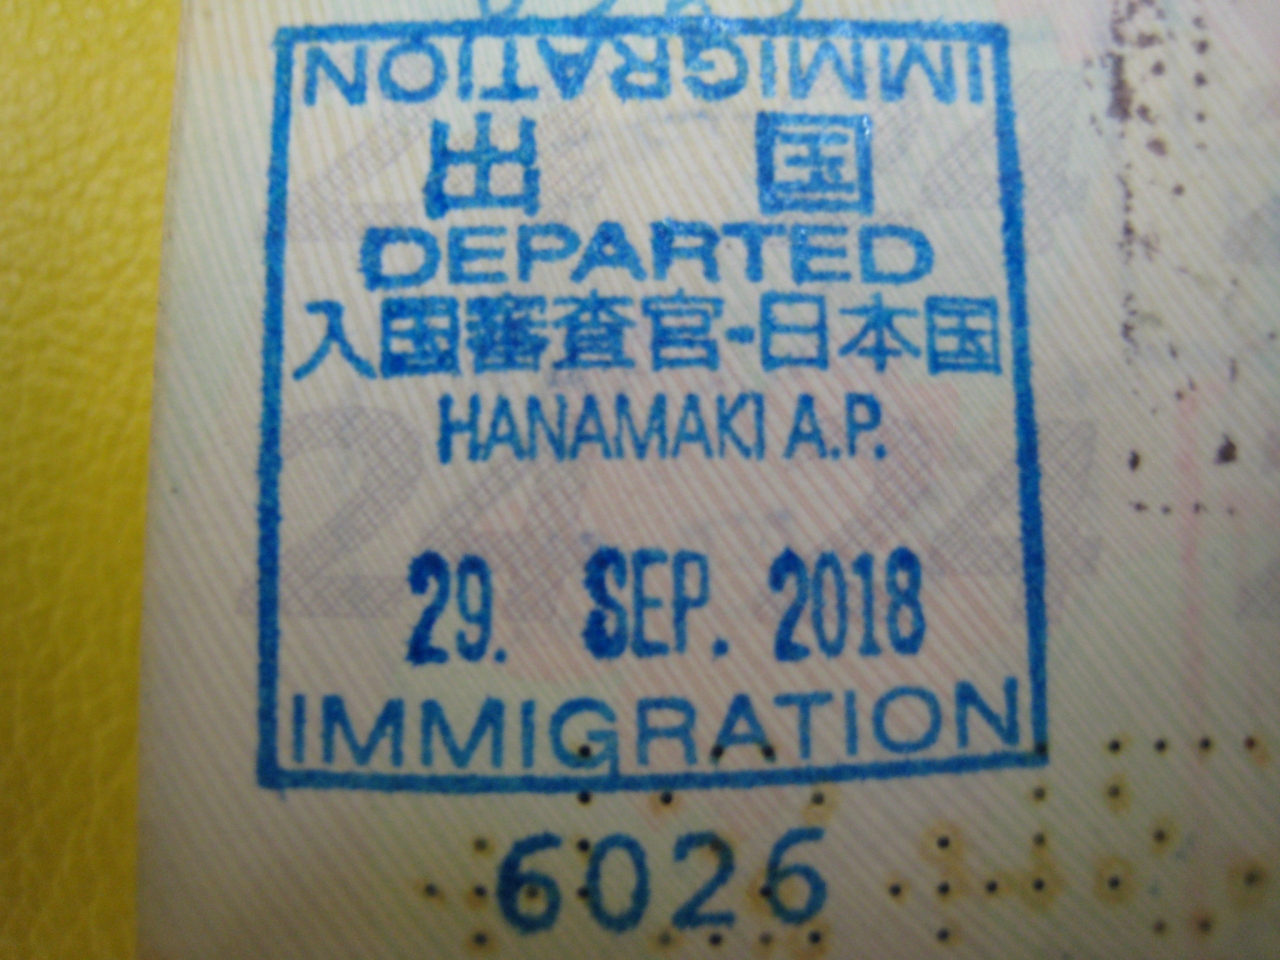 IMMIGRATION
出国
DEPARTED
入国審査官-日本国
HANAMAKI A.P.
29. SEP. 2018
IMMIGRATION
6026